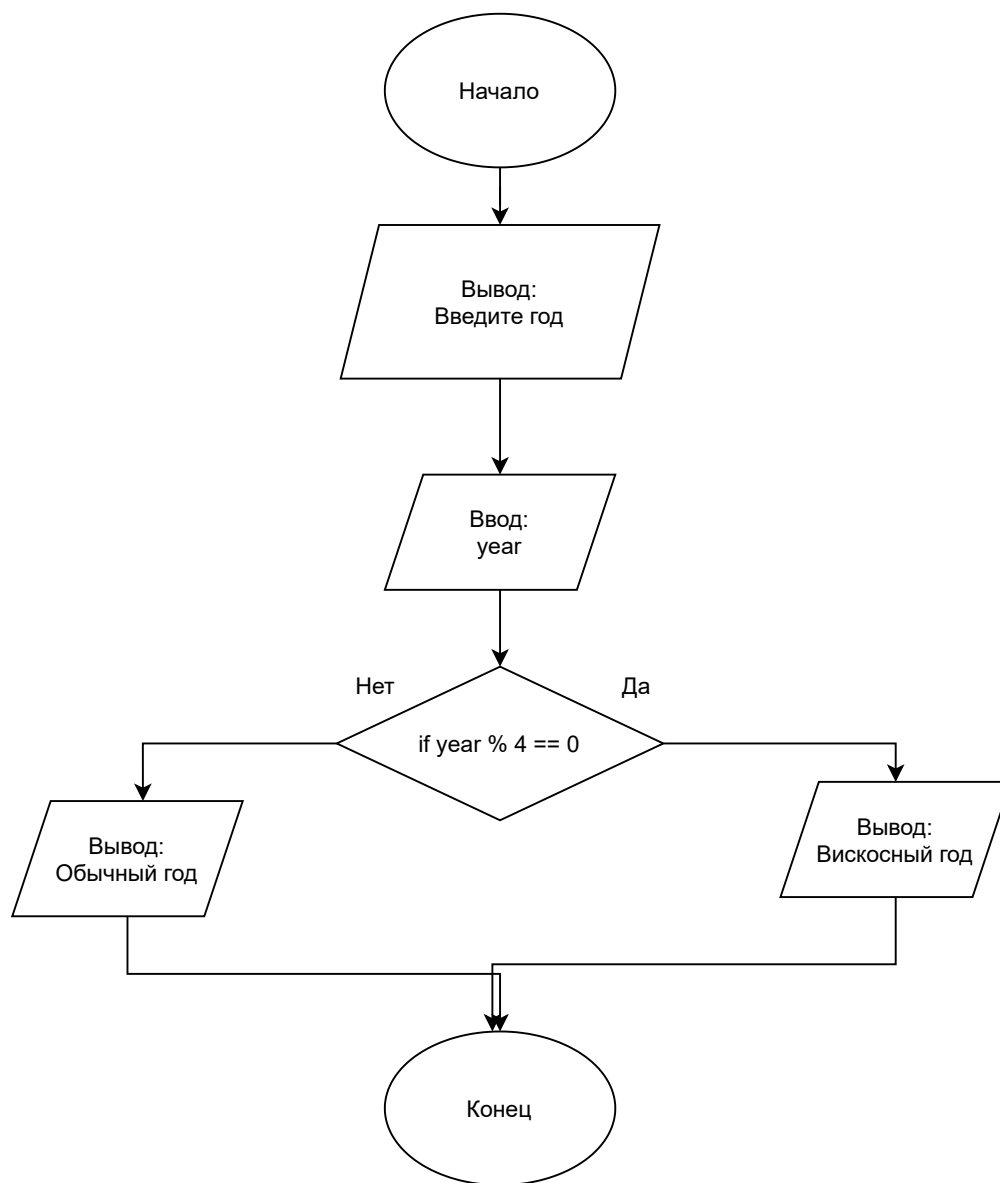 Начало
Вывод:
Введите год
Ввод:
year
Нет
Да
if year % 4 == 0
Вывод:
Обычный год
Вывод:
Вискосный год
Конец